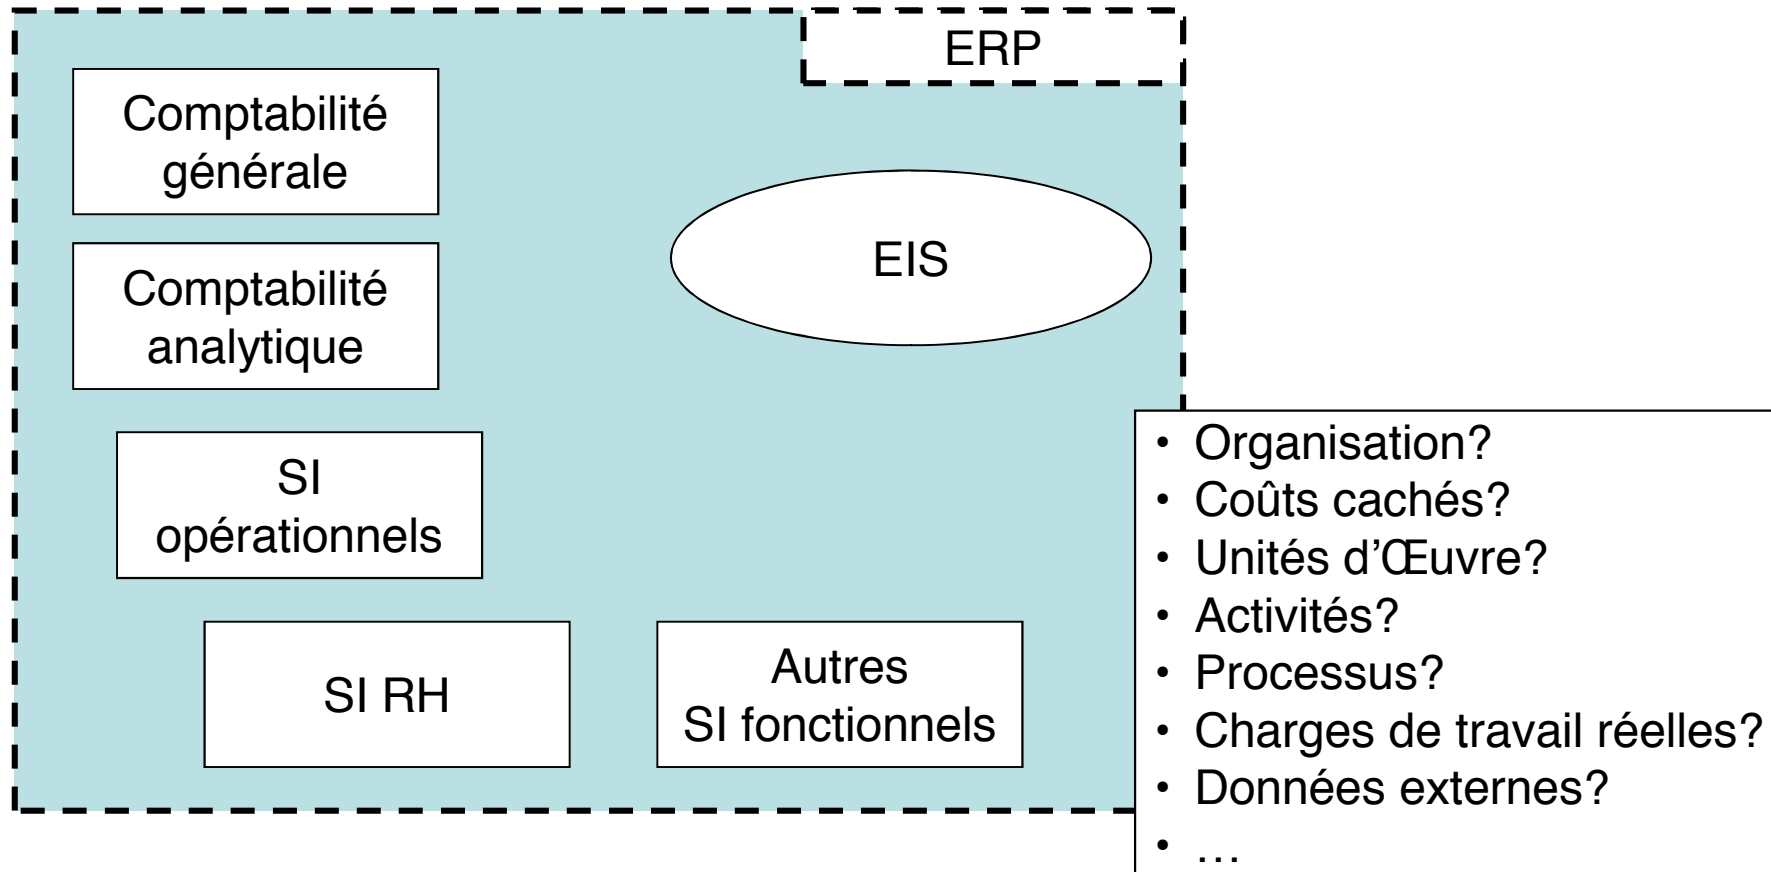 ERP
Comptabilité
générale
EIS
Comptabilité
analytique
SI
opérationnels
SI RH
Autres
SI fonctionnels
• Organisation?
• Coûts cachés?
• Unités d’Œuvre?
• Activités?
• Processus?
• Charges de travail réelles?
• Données externes?
• …